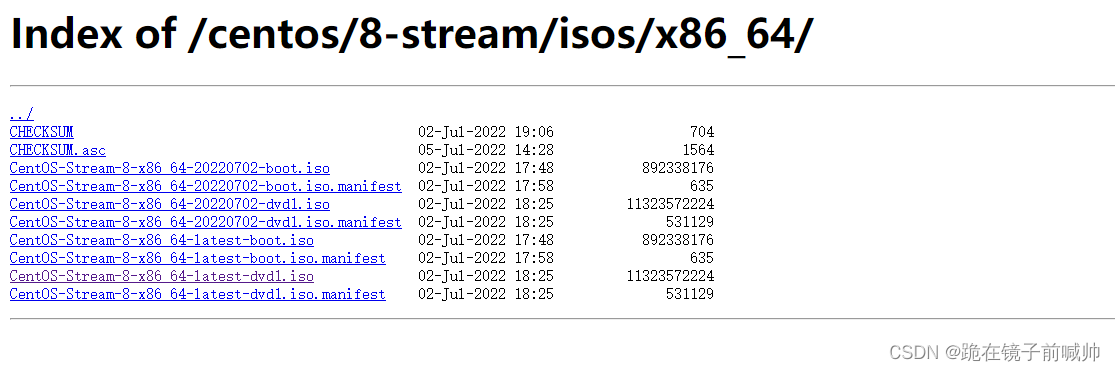 Index of /centos/8-stream/isos/x86_64/
../
CHECKSUM 02-Jul-2022 19:06 704
CHECKSUM.asc 05-Jul-2022 14:28 1564
CentOS-Stream-8-x86_64-20220702-boot.iso 02-Jul-2022 17:48 892338176
CentOS-Stream-8-x86_64-20220702-boot.iso.manifest 02-Jul-2022 17:58 635
CentOS-Stream-8-x86_64-20220702-dvd1.iso 02-Jul-2022 18:25 11323572224
CentOS-Stream-8-x86_64-20220702-dvd1.iso.manifest 02-Jul-2022 18:25 531129
CentOS-Stream-8-x86_64-latest-boot.iso 02-Jul-2022 17:48 892338176
CentOS-Stream-8-x86_64-latest-boot.iso.manifest 02-Jul-2022 17:58 635
CentOS-Stream-8-x86_64-latest-dvd1.iso 02-Jul-2022 18:25 11323572224
CentOS-Stream-8-x86_64-latest-dvd1.iso.manifest 02-Jul-2022 18:25 531129
CSDN @跪在镜子前喊帅